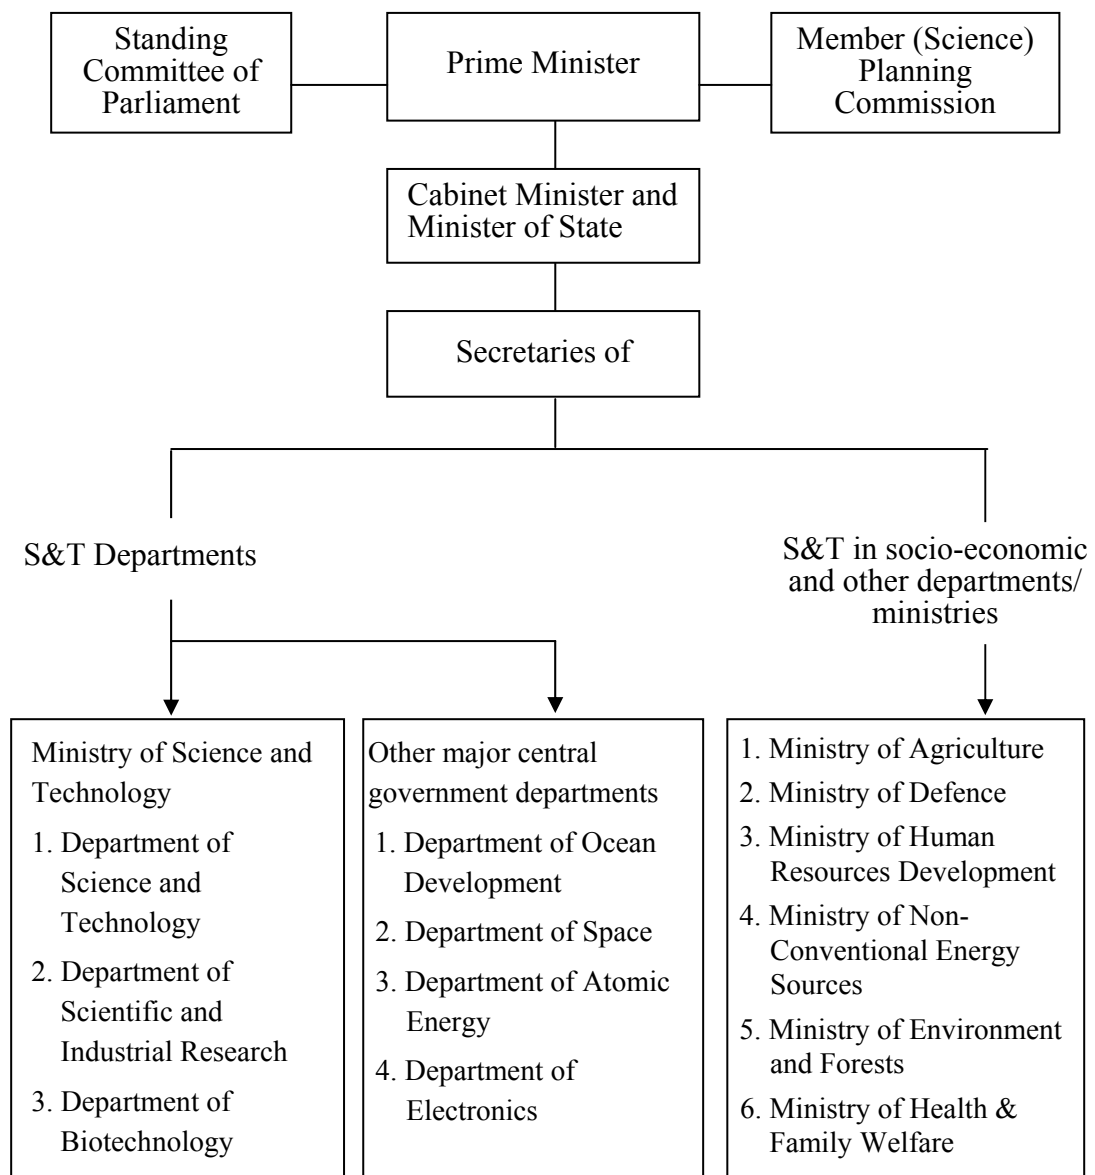 Standing
Committee of
Parliament
Prime Minister
Member (Science)
Planning
Commission
Cabinet Minister and
Minister of State
Secretaries of
S&T Departments
S&T in socio-economic
and other departments/
ministries
Ministry of Science and
Technology
1. Department of
Science and
Technology
2. Department of
Scientific and
Industrial Research
3. Department of
Biotechnology
Other major central
government departments
1. Department of Ocean
Development
2. Department of Space
3. Department of Atomic
Energy
4. Department of
Electronics
1. Ministry of Agriculture
2. Ministry of Defence
3. Ministry of Human
Resources Development
4. Ministry of Non-
Conventional Energy
Sources
5. Ministry of Environment
and Forests
6. Ministry of Health &
Family Welfare